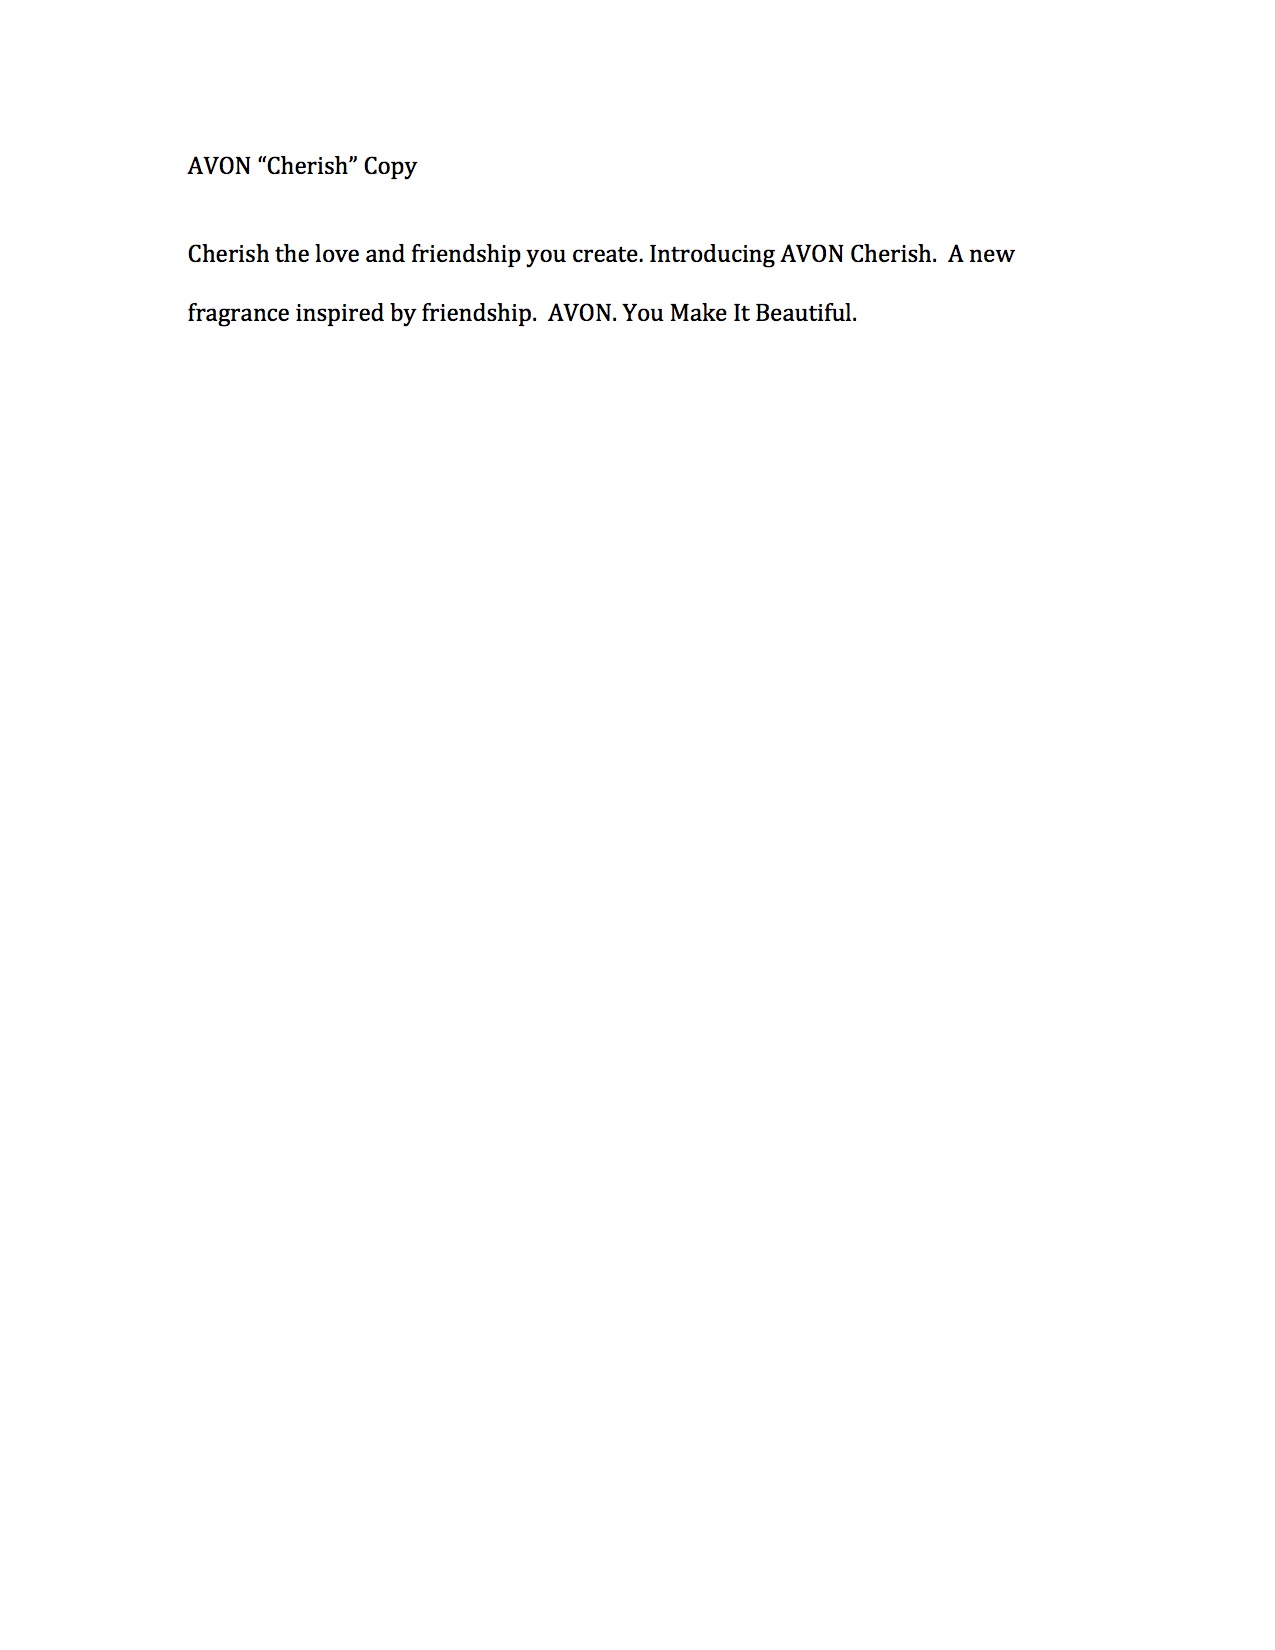 AVON “Cherish” Copy
Cherish the love and friendship you create. Introducing AVON Cherish.  A new
fragrance inspired by friendship.  AVON. You Make It Beautiful.